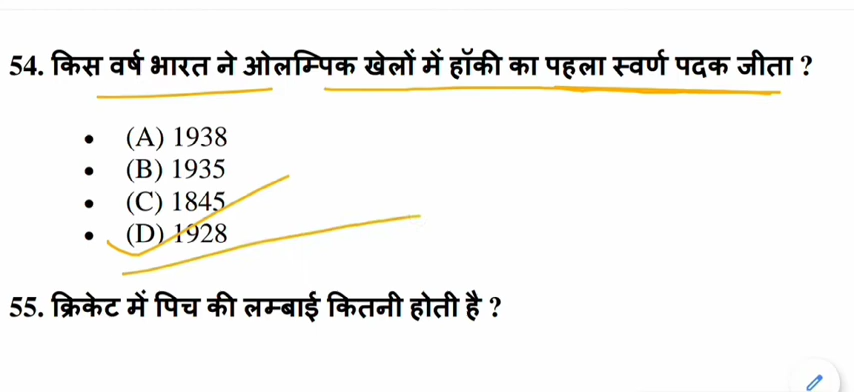 54. किस वर्ष भारत ने ओलम्पिक खेलों में हॉकी का पहला स्वर्ण पदक जीता ?
• (A) 1938
• (B) 1935
• (C) 1845
• (D) 1928
55. क्रिकेट में पिच की लम्बाई कितनी होती है ?